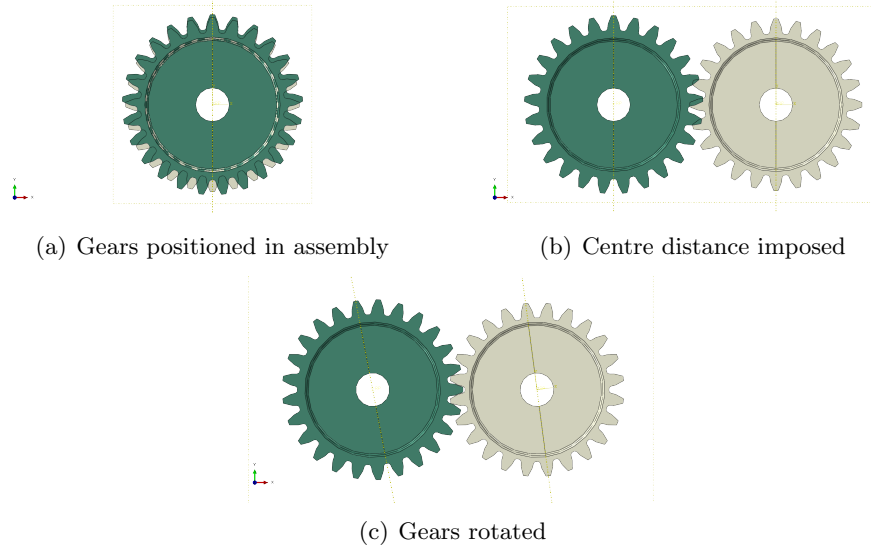 (a) Gears positioned in assembly
(b) Centre distance imposed
(c) Gears rotated